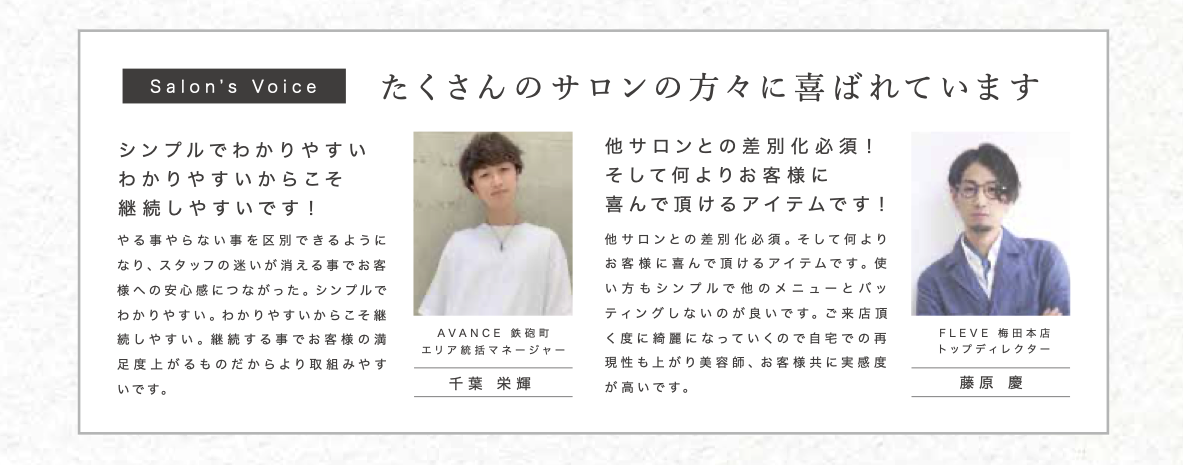 Salon's Voice
たくさんのサロンの方々に喜ばれています
シンプルでわかりやすい
わかりやすいからこそ
継続しやすいです！
やる事やらない事を区別できるように
なり、スタッフの迷いが消える事でお客
様への安心感につながった。シンプルで
わかりやすい。わかりやすいからこそ継
続しやすい。継続する事でお客様の満
足度上がるものだからより取組みやす
いです。
AVANCE 鉄砲町
エリア統括マネージャー
千葉 栄輝
他サロンとの差別化必須！
そして何よりお客様に
喜んで頂けるアイテムです！
他サロンとの差別化必須。そして何より
お客様に喜んで頂けるアイテムです。使
い方もシンプルで他のメニューとバッ
ティングしないのが良いです。ご来店頂
く度に綺麗になっていくので自宅での再
現性も上がり美容師、お客様共に実感度
が高いです。
FLEVE 梅田本店
トップディレクター
藤原 慶